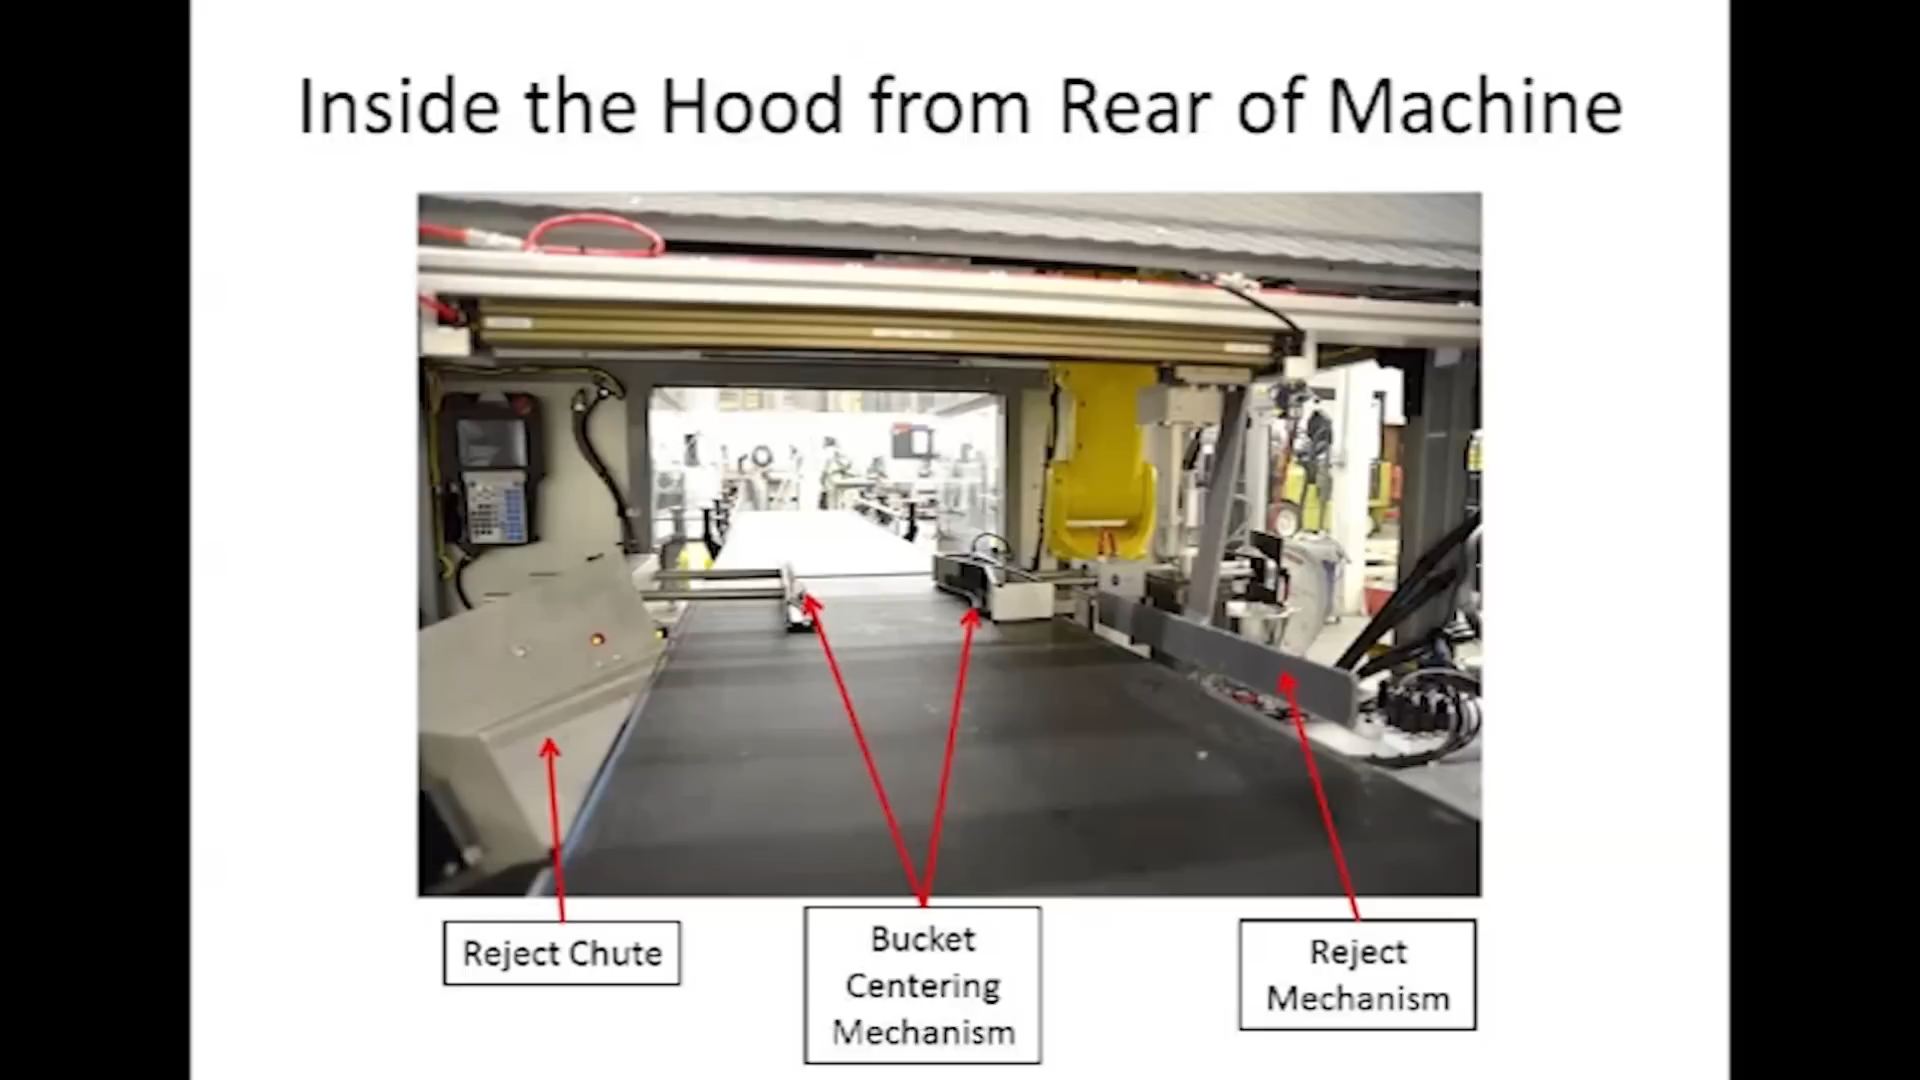 Inside the Hood from Rear of Machine
Reject Chute
Bucket
Centering
Mechanism
Reject
Mechanism